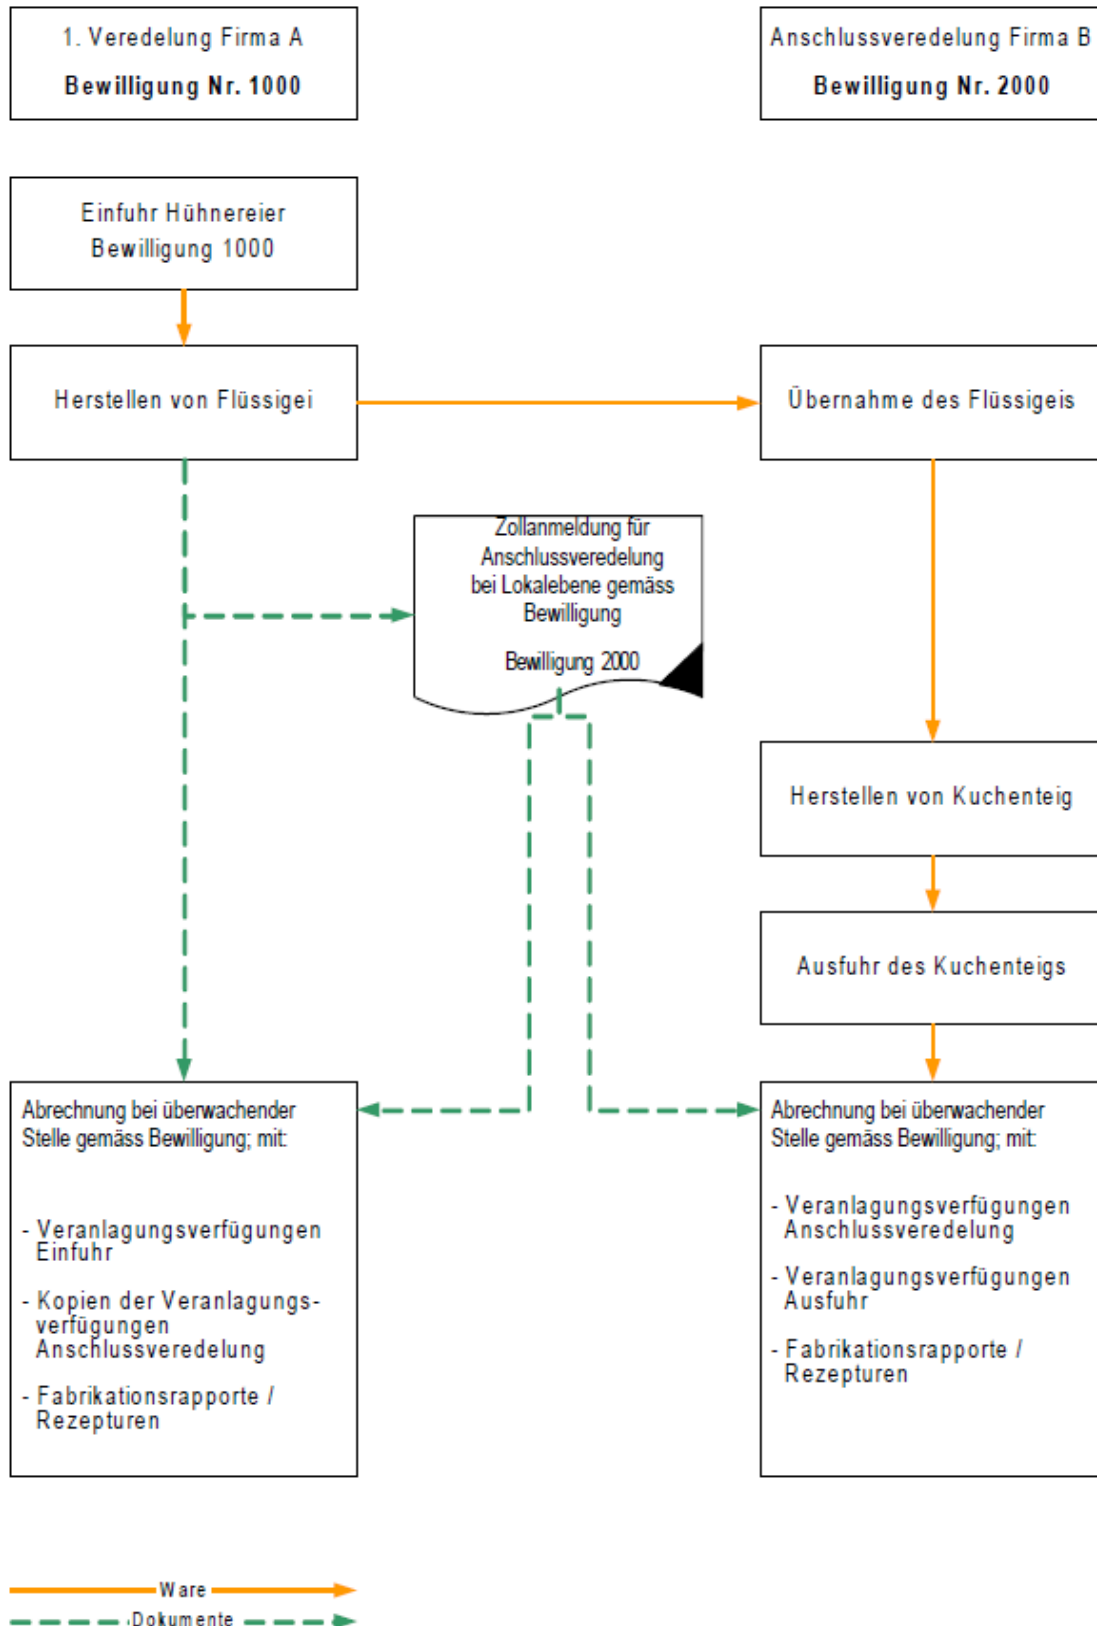 1. Veredelung Firma A
Bewilligung Nr. 1000
Anschlussveredelung Firma B
Bewilligung Nr. 2000
Einfuhr Hühnereier
Bewilligung 1000
Herstellen von Flüssigei
Übernahme des Flüssigeis
Zollanmeldung für
Anschlussveredelung
bei Lokalebene gemäss
Bewilligung
Bewilligung 2000
Herstellen von Kuchenteig
Ausfuhr des Kuchenteigs
Abrechnung bei überwachender
Stelle gemäss Bewilligung; mit:
- Veranlagungsverfügungen
Einfuhr
- Kopien der Veranlagungs-
verfügungen
Anschlussveredelung
- Fabrikationsrapporte /
Rezepturen
Abrechnung bei überwachender
Stelle gemäss Bewilligung; mit:
- Veranlagungsverfügungen
Anschlussveredelung
- Veranlagungsverfügungen
Ausfuhr
- Fabrikationsrapporte /
Rezepturen
Ware
Dokumente